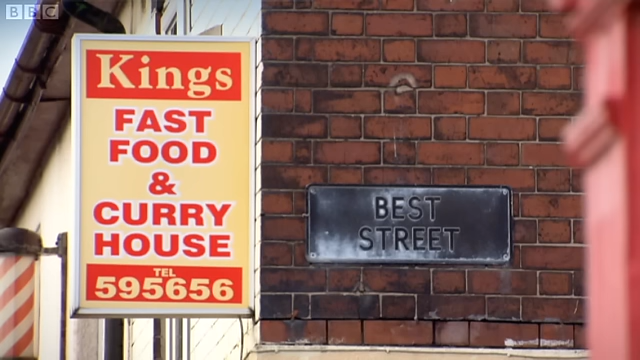 BBC
Kings
FAST
FOOD
&
CURRY
HOUSE
TEL
595656
BEST
STREET